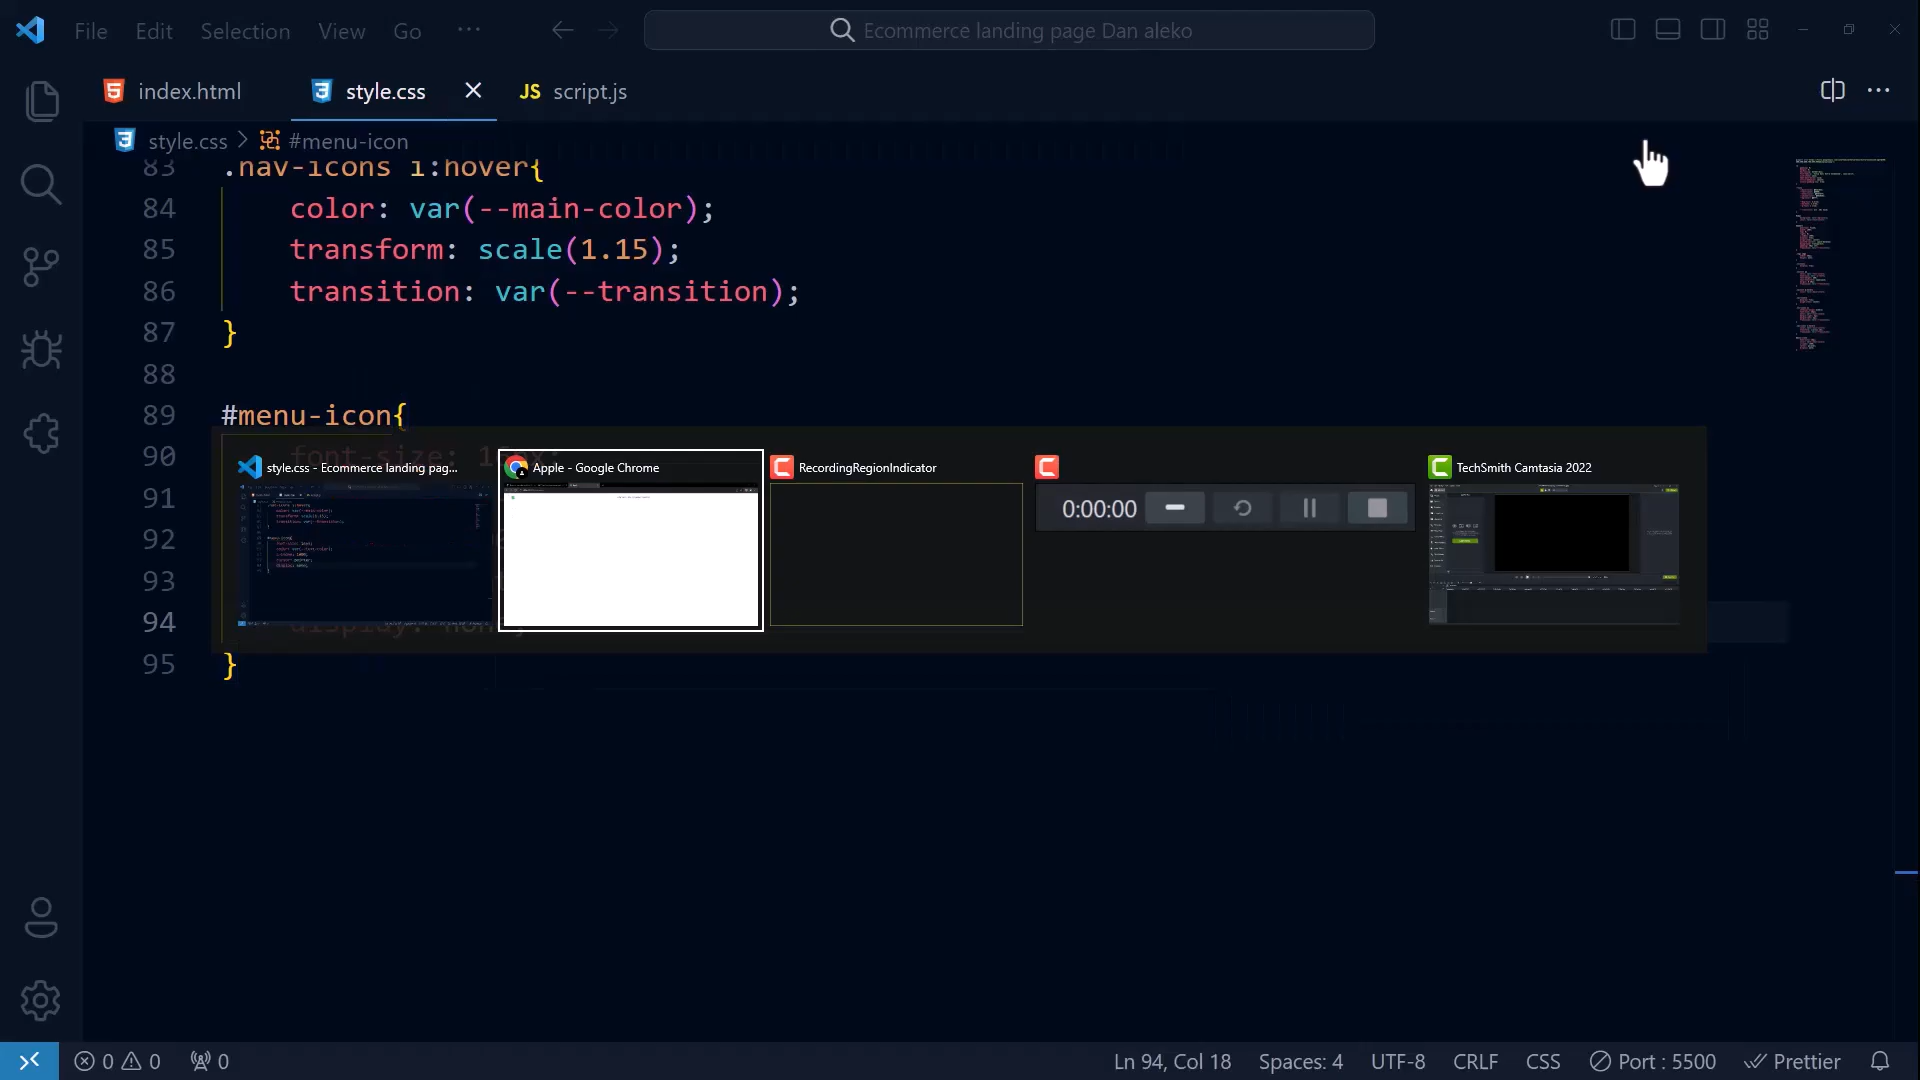 File Edit Selection View Go ··· Ecommerce landing page Dan aleko
index.html style.css JS script.js
style.css > #menu-icon
83 .nav-icons i:hover{
84 color: var(--main-color);
85 transform: scale(1.15);
86 transition: var(--transition);
87 }
88
89 #menu-icon{
90
91
92
93
94 display: none;
95 }
style.css - Ecommerce landing pag... Apple - Google Chrome RecordingRegionIndicator TechSmith Camtasia 2022
0:00:00
0 0 0 Ln 94, Col 18 Spaces: 4 UTF-8 CRLF CSS Port : 5500 Prettier